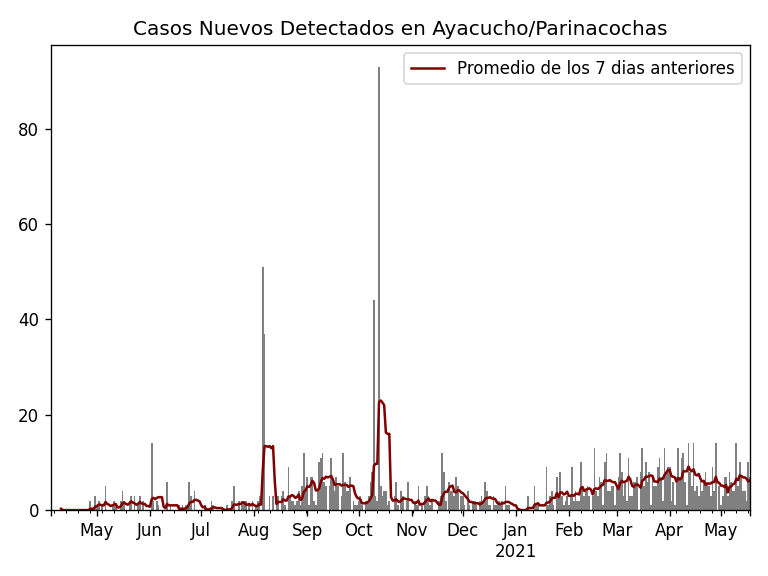 Casos Nuevos Detectados en Ayacucho/Parinacochas
Promedio de los 7 dias anteriores
80
60
40
20
0
May Jun Jul Aug Sep Oct Nov Dec Jan Feb Mar Apr May
2021